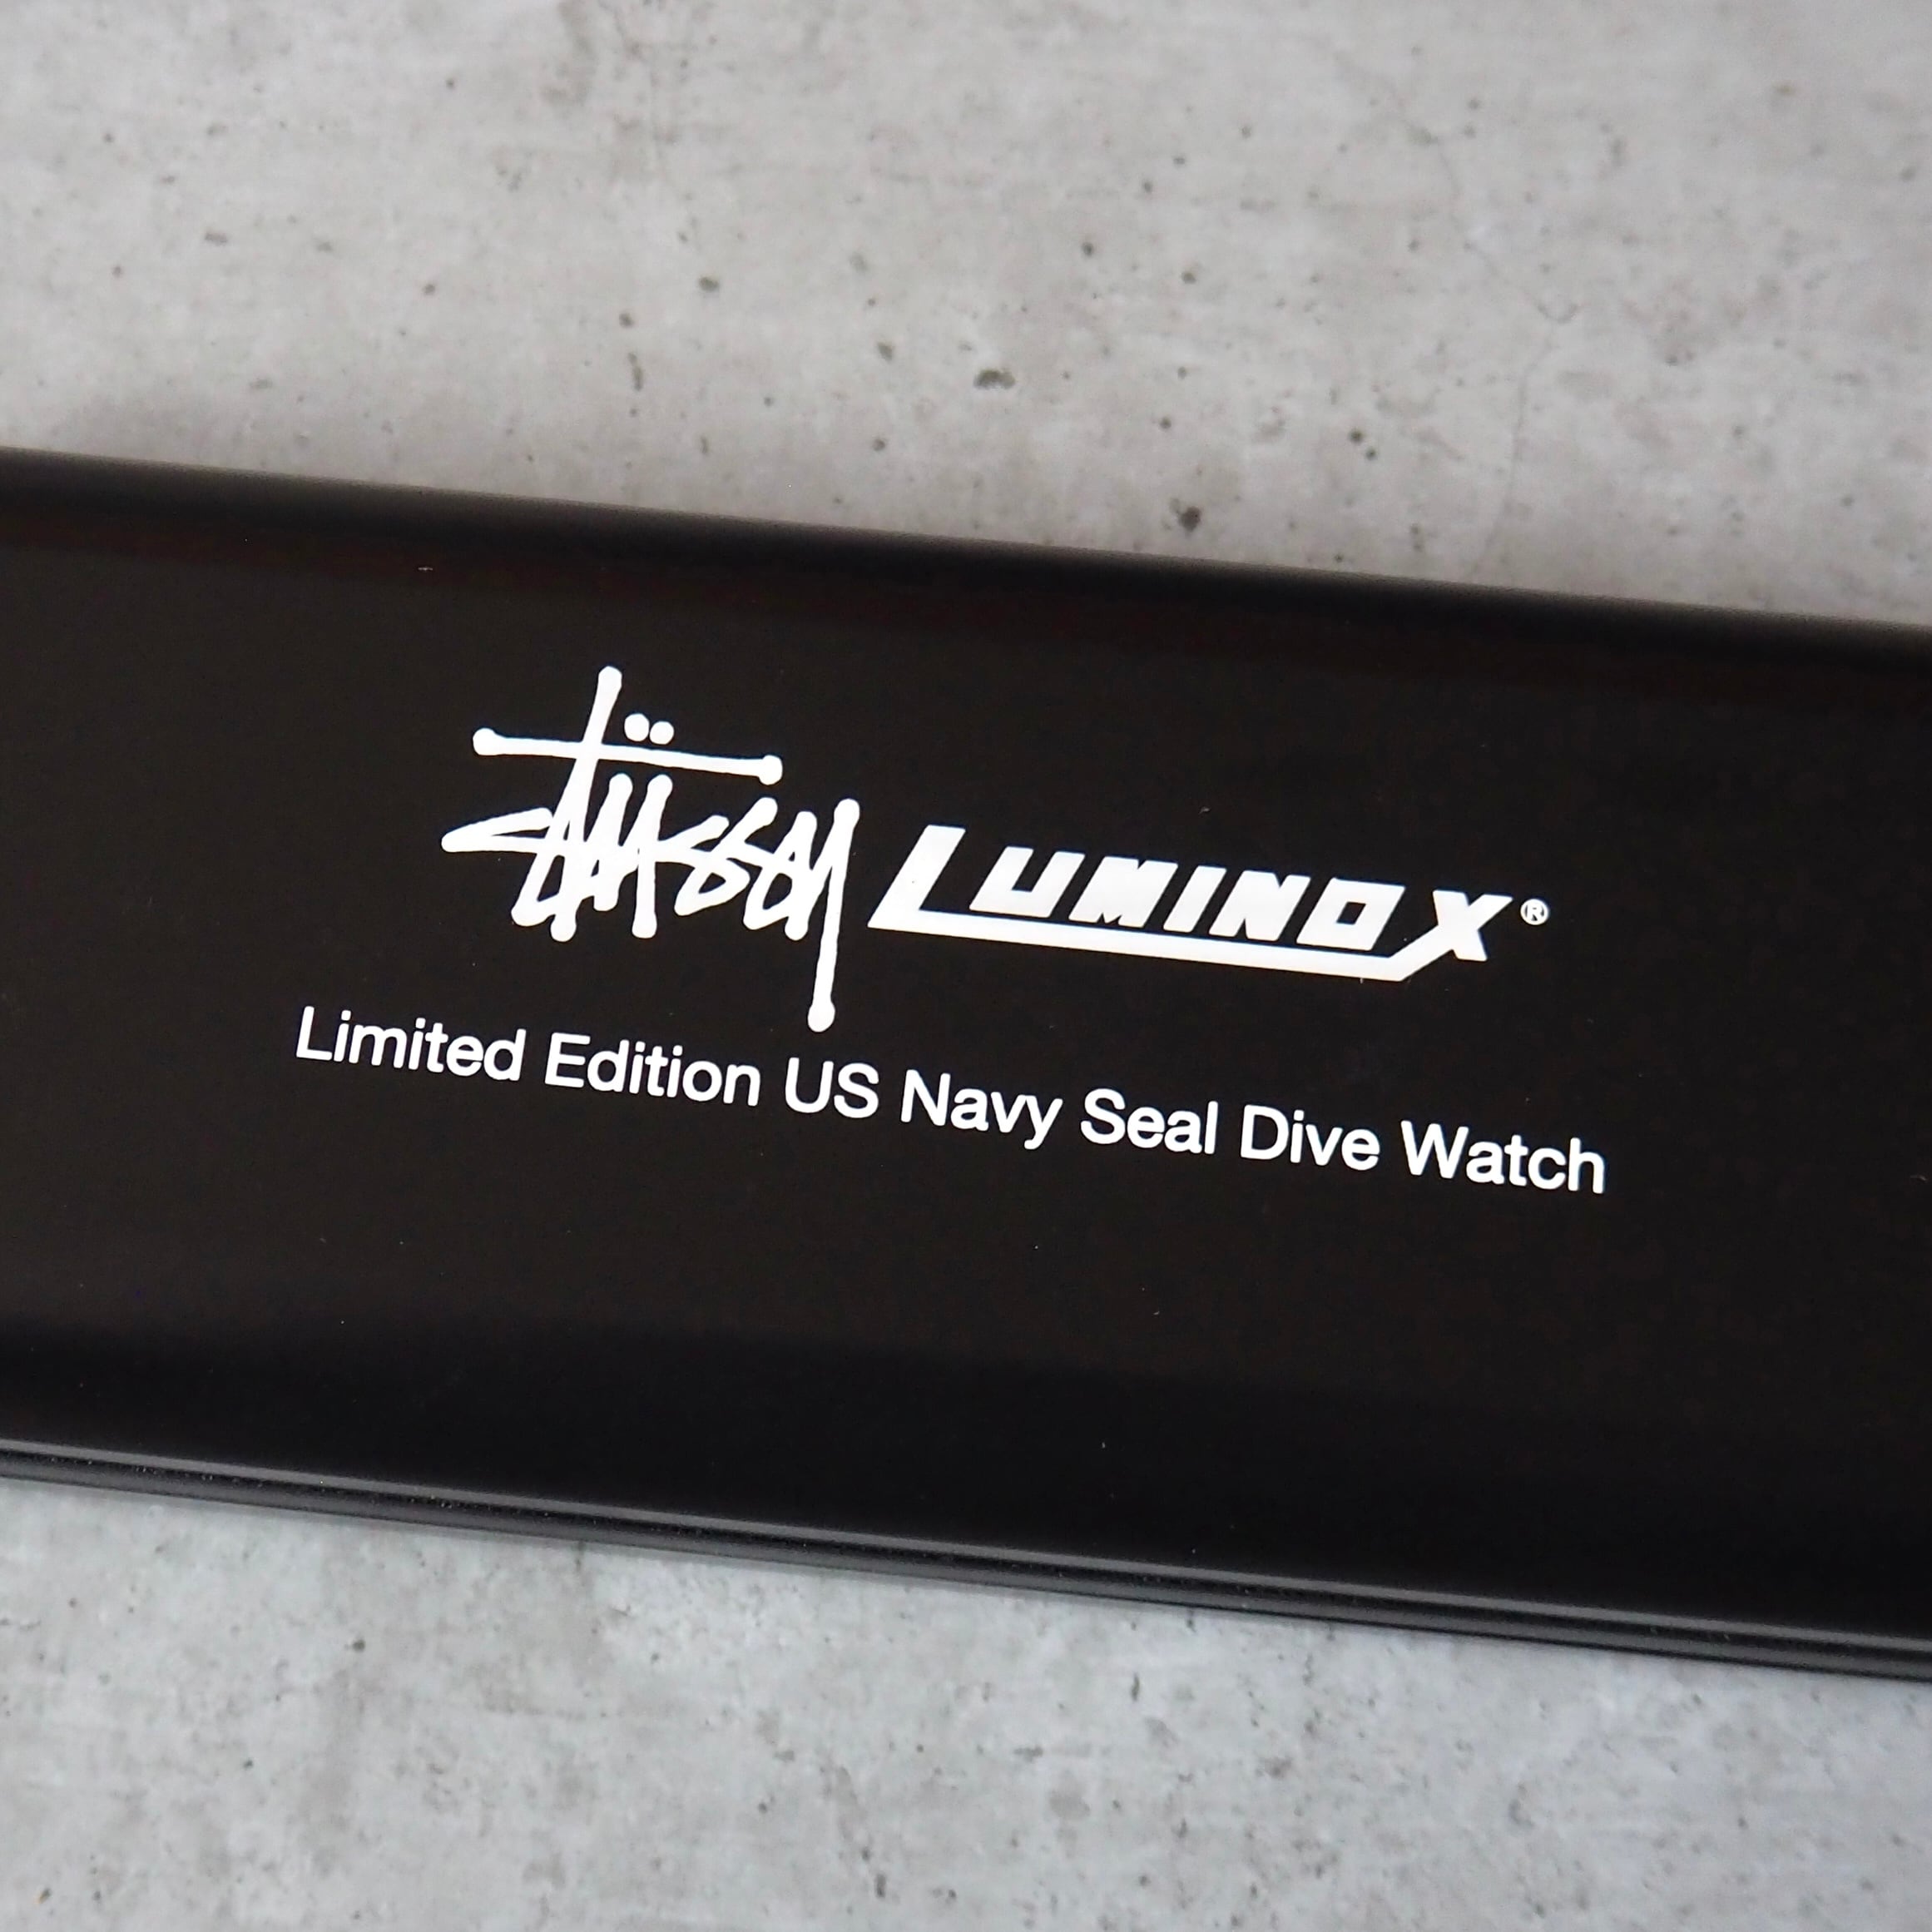 Stüssy LUMINOX®
Limited Edition US Navy Seal Dive Watch